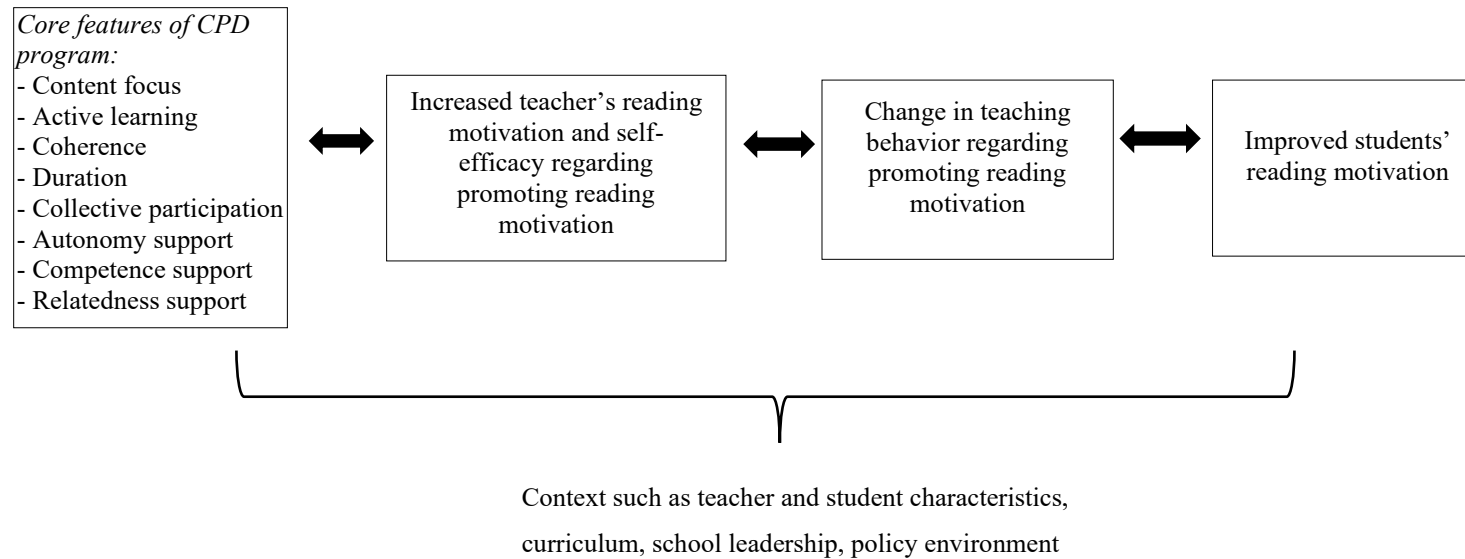 Core features of CPD
program:
- Content focus
- Active learning
- Coherence
- Duration
- Collective participation
- Autonomy support
- Competence support
- Relatedness support
Increased teacher’s reading
motivation and self-
efficacy regarding
promoting reading
motivation
Change in teaching
behavior regarding
promoting reading
motivation
Improved students’
reading motivation
Context such as teacher and student characteristics,
curriculum, school leadership, policy environment